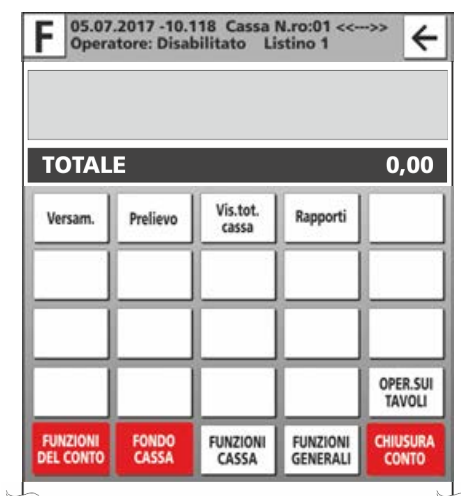 F
05.07.2017 -10.118 Cassa N.ro:01 <<--->>
Operatore: Disabilitato Listino 1
TOTALE 0,00
Versam. Prelievo Vis.tot. cassa Rapporti
OPER.SUI TAVOLI
FUNZIONI DEL CONTO
FONDO CASSA
FUNZIONI CASSA
FUNZIONI GENERALI
CHIUSURA CONTO